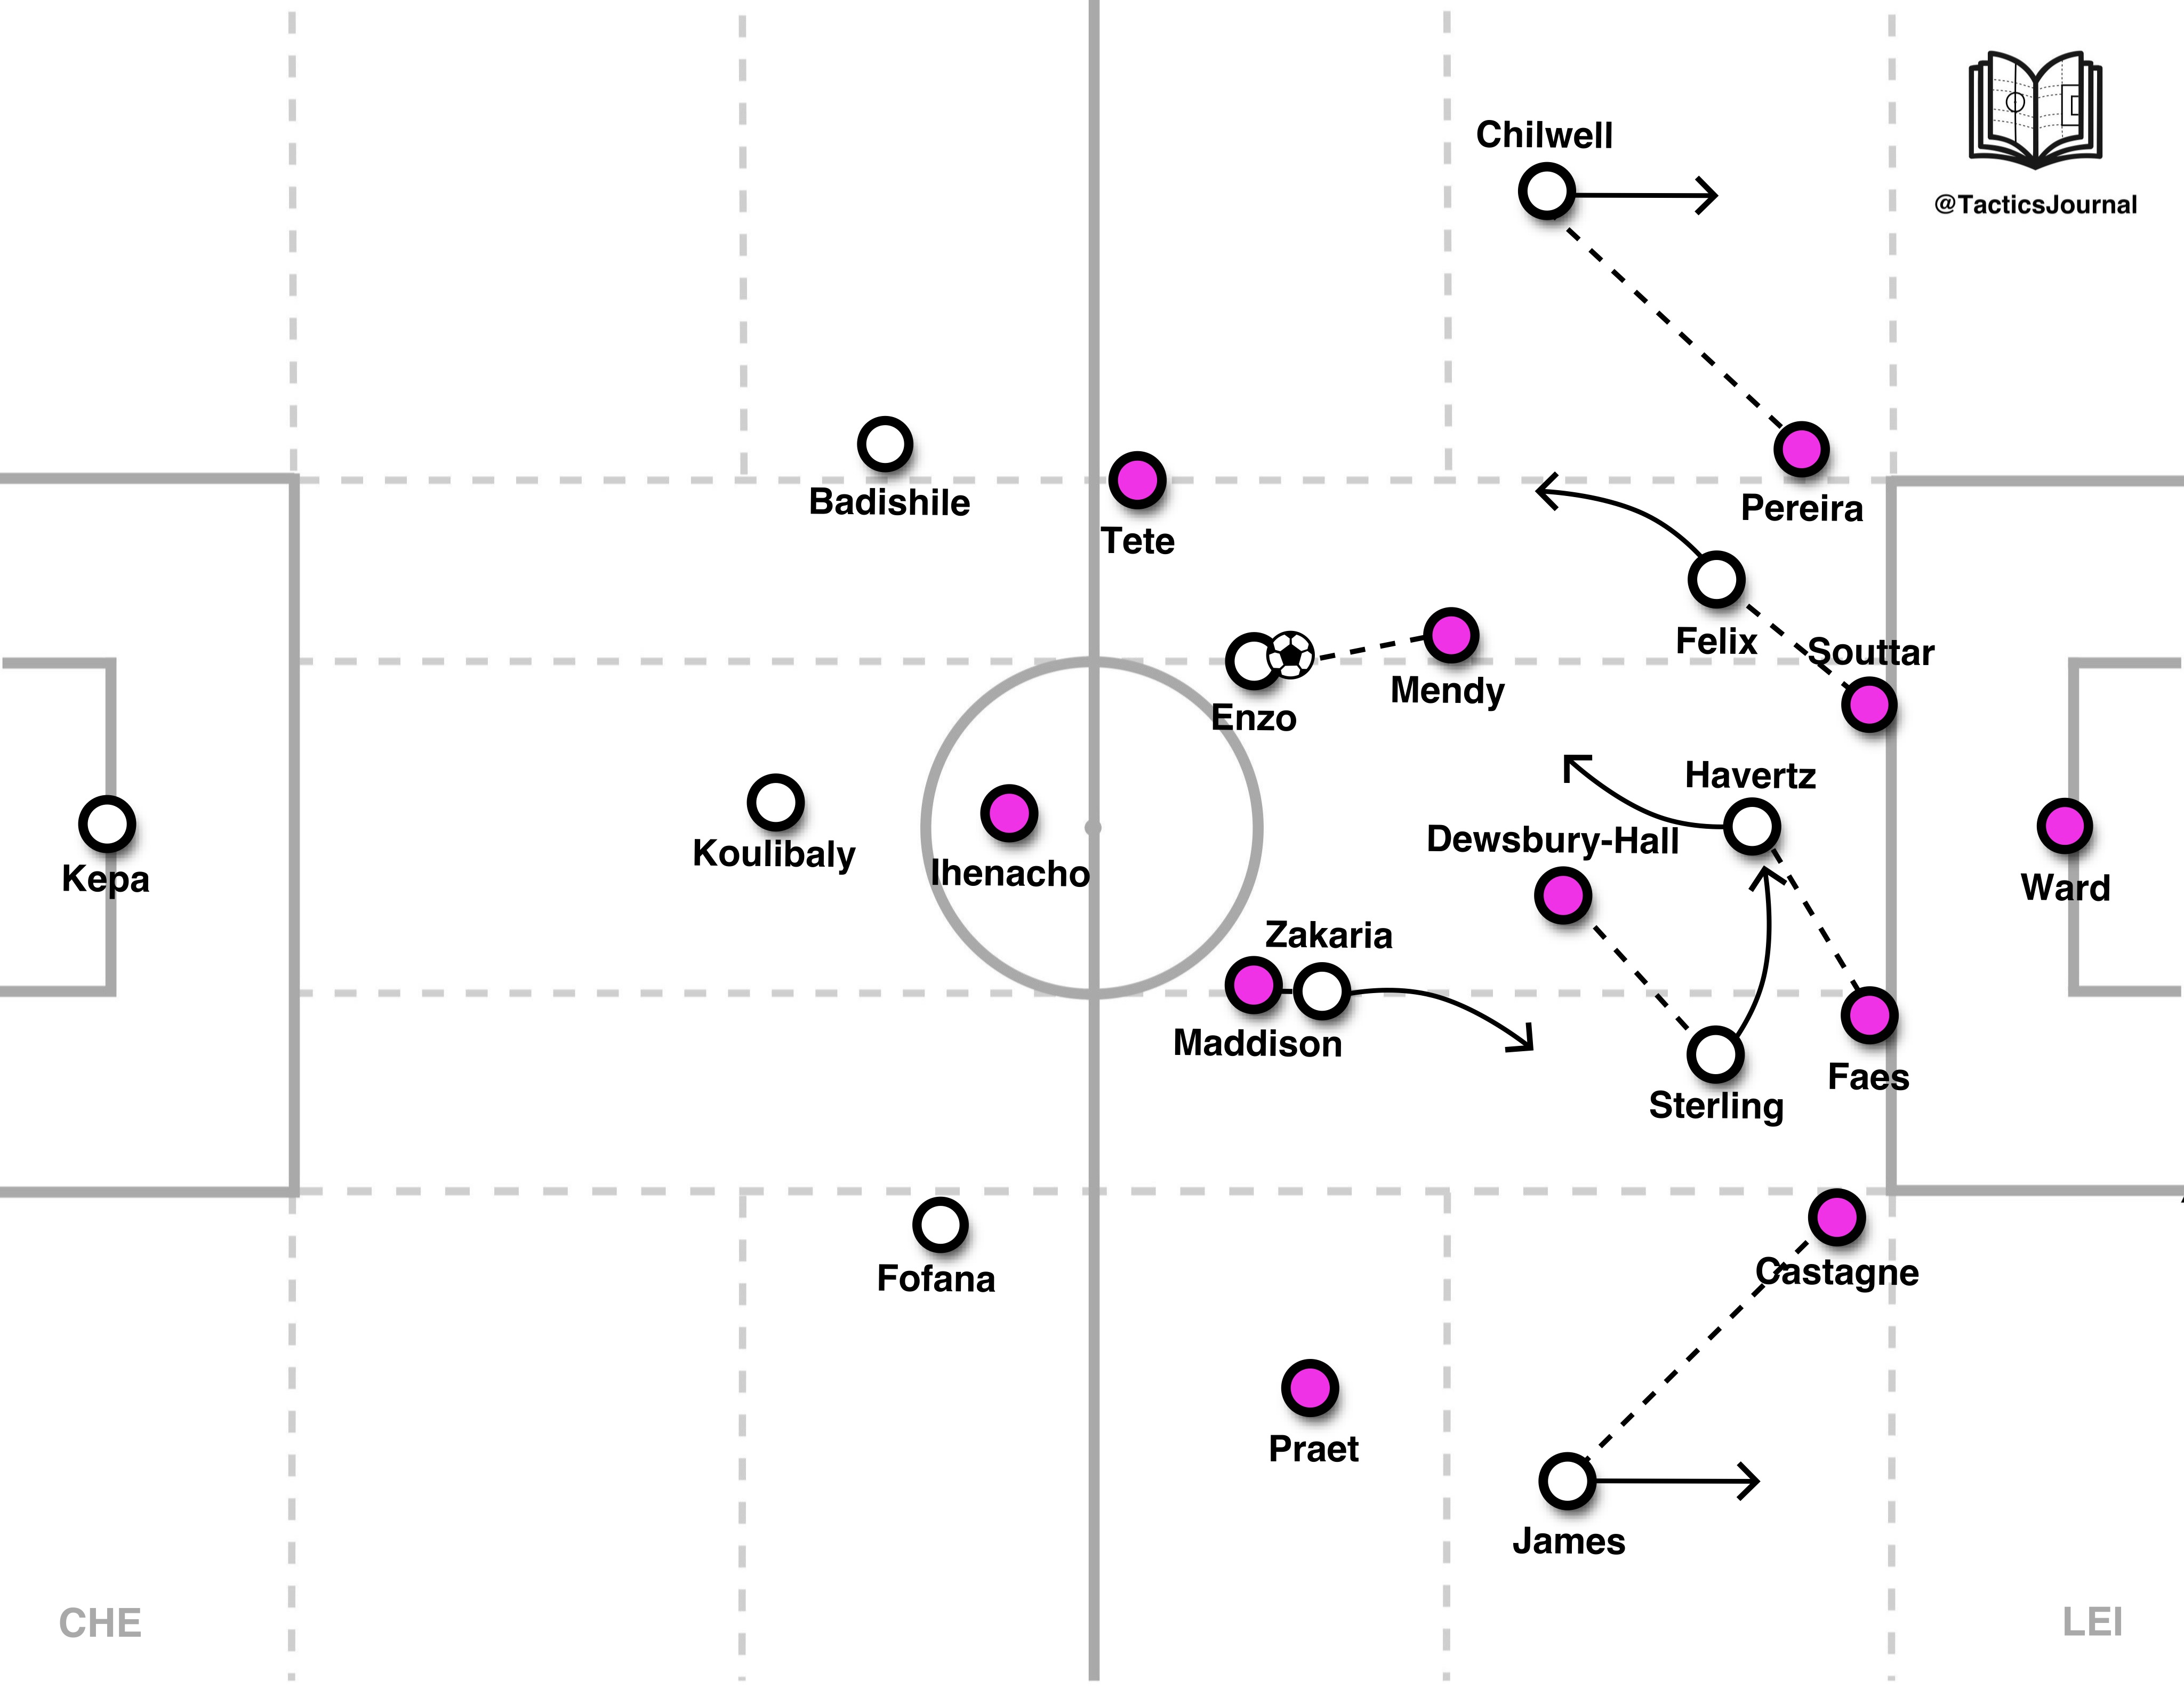 Chilwell
@TacticsJournal
Badishile
Pereira
Tete
Felix
Souttar
Mendy
Enzo
Havertz
Dewsbury-Hall
Koulibaly
Ihenacho
Kepa
Ward
Zakaria
Maddison
Faes
Sterling
Fofana
Castagne
Praet
James
CHE
LEI